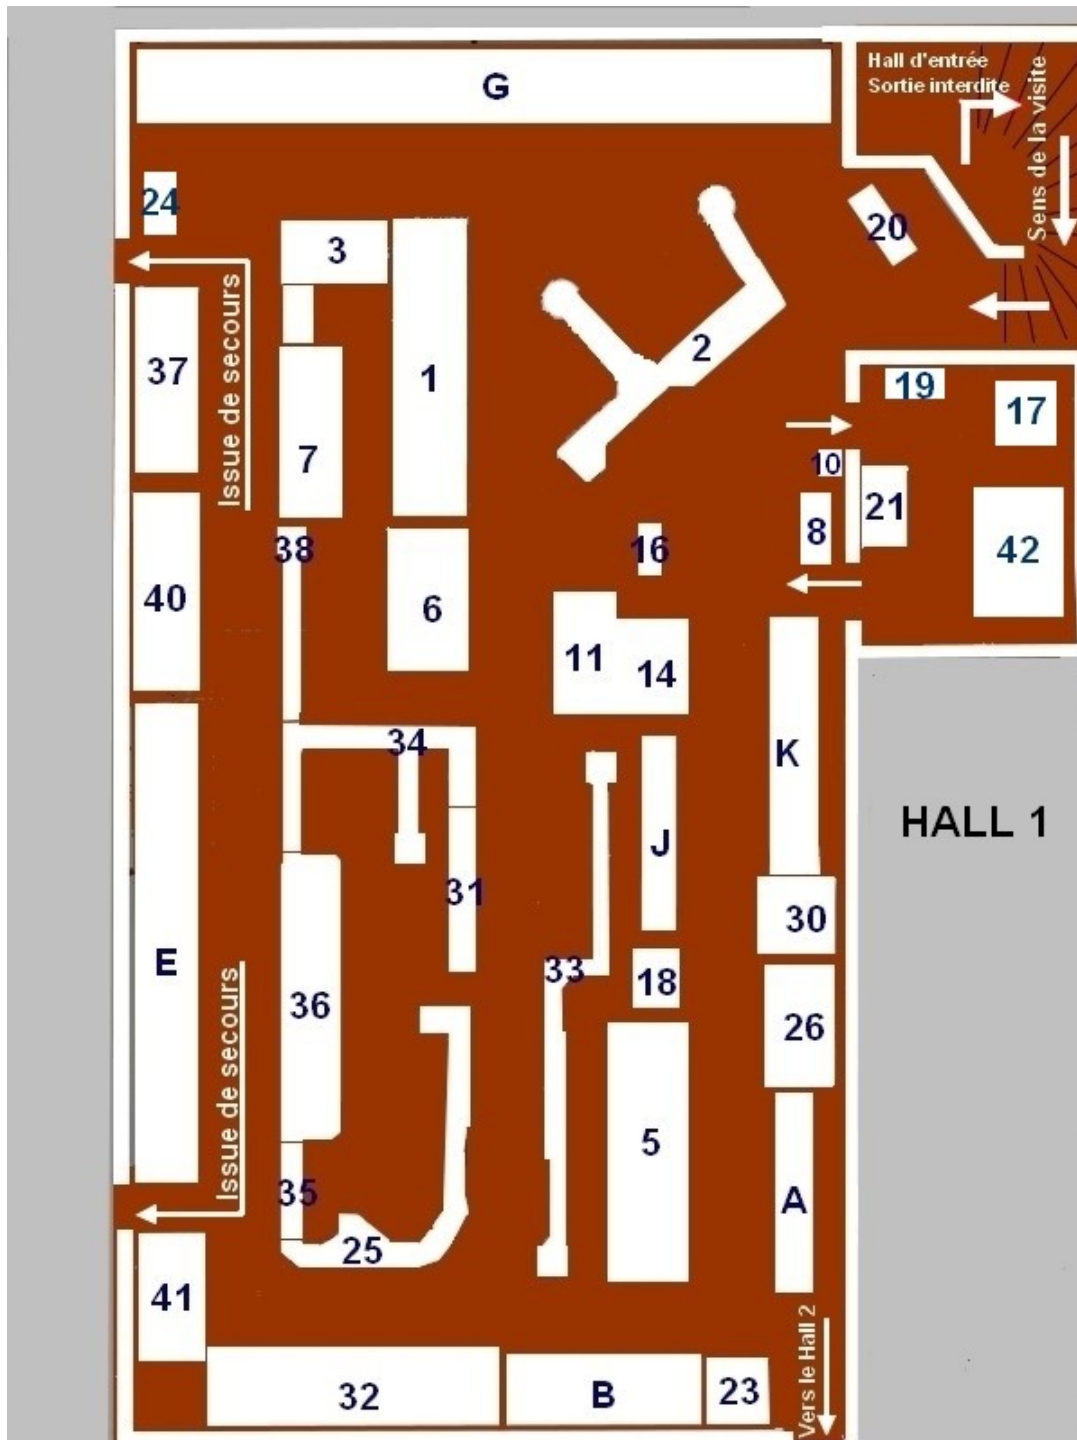 Hall d'entrée
Sortie interdite
Sens de la visite
G
24
3
20
37
Issue de secours
1
2
19
17
7
10
21
8
38
16
42
40
6
11
14
34
K
J
HALL 1
31
30
E
33
18
36
26
Issue de secours
5
35
A
25
41
Vers le Hall 2
32
B
23